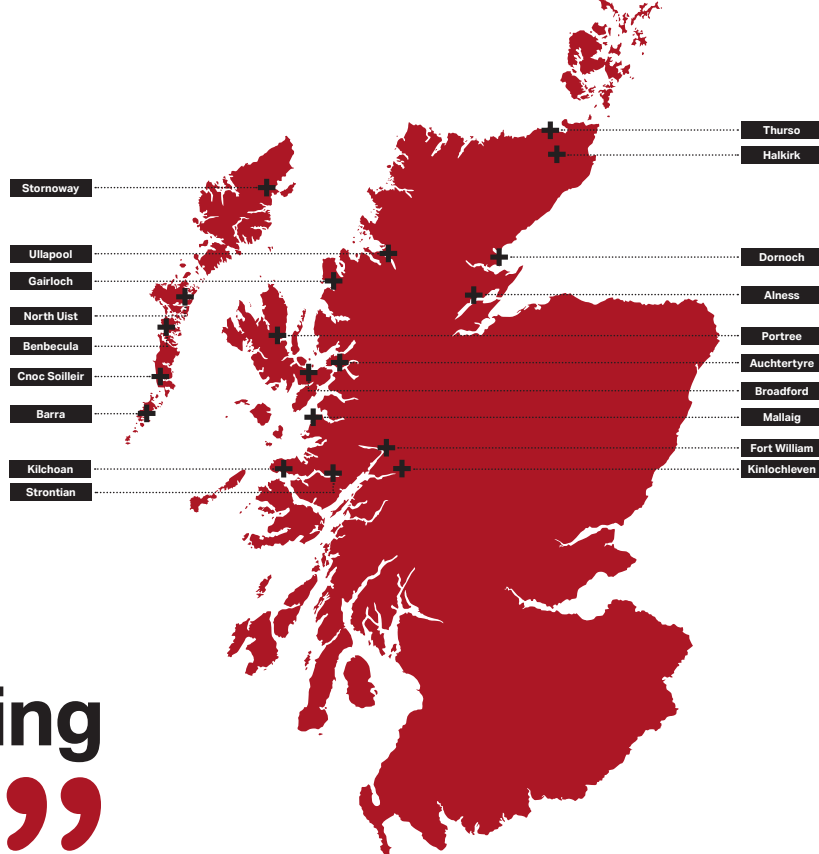 Thurso
Halkirk
Stornoway
Ullapool
Dornoch
Gairloch
Alness
North Uist
Portree
Benbecula
Auchtertyre
Cnoc Soilleir
Broadford
Barra
Mallaig
Fort William
Kilchoan
Kinlochleven
Strontian
ing
”